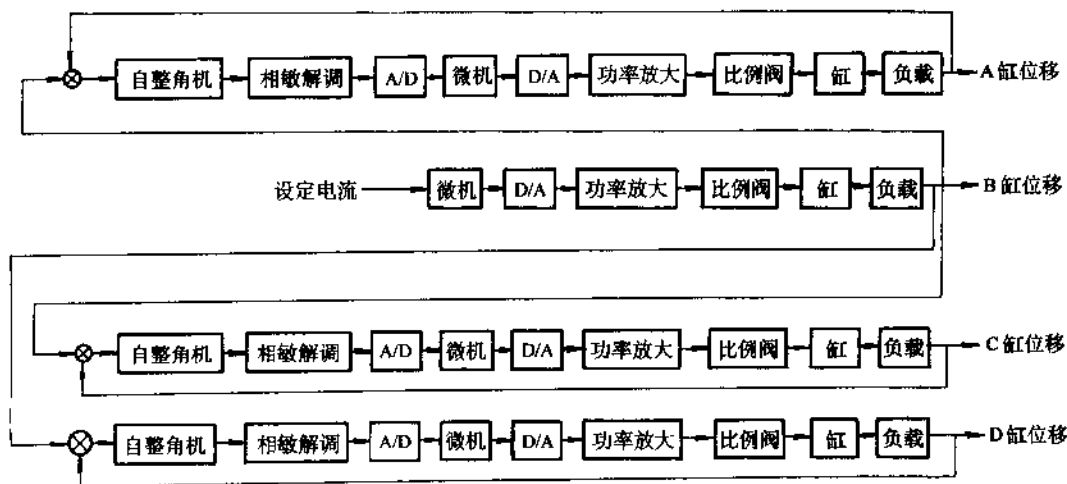 自整角机 相敏解调 A/D 微机 D/A 功率放大 比例阀 缸 负载 A 缸位移
设定电流 微机 D/A 功率放大 比例阀 缸 负载 B 缸位移
自整角机 相敏解调 A/D 微机 D/A 功率放大 比例阀 缸 负载 C 缸位移
自整角机 相敏解调 A/D 微机 D/A 功率放大 比例阀 缸 负载 D 缸位移